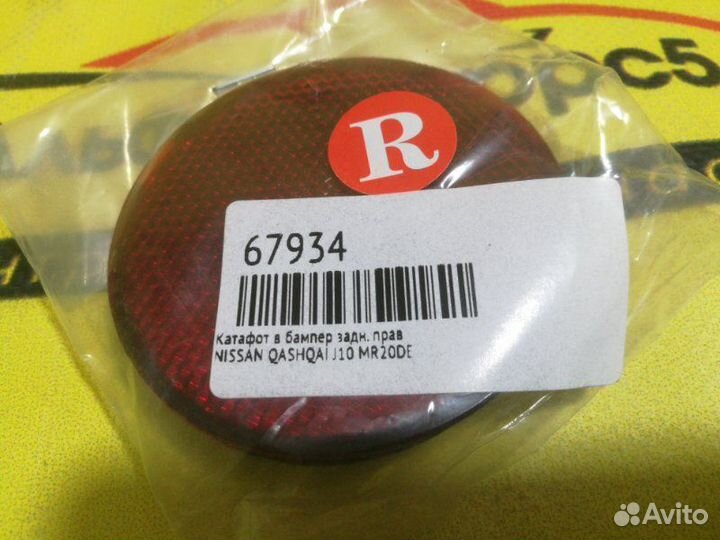 R
67934
Катафот в бампер задн. прав
NISSAN QASHQAI J10 MR20DE
Avito